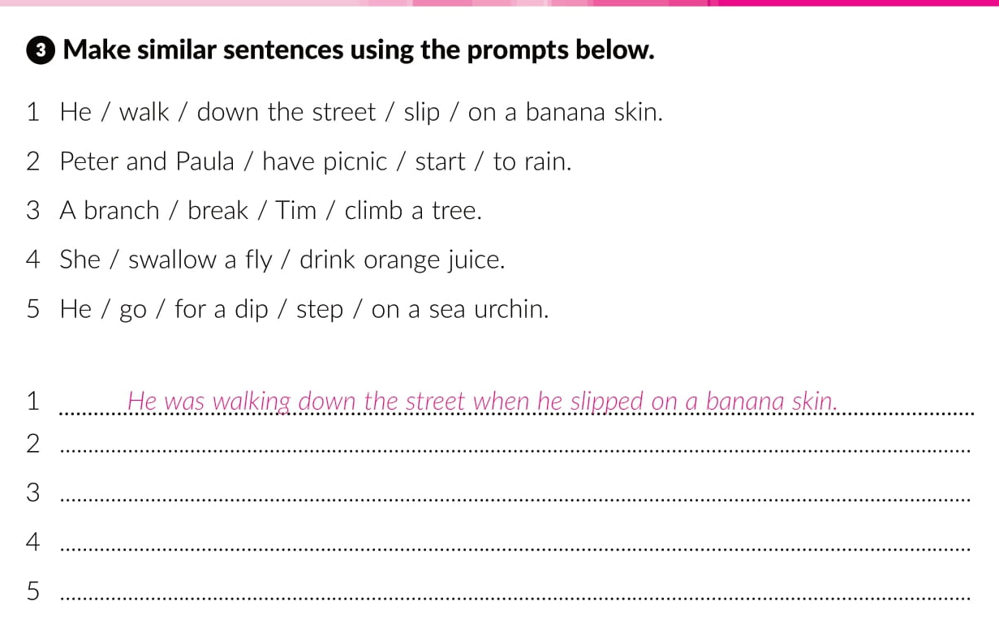 3 Make similar sentences using the prompts below.
1 He / walk / down the street / slip / on a banana skin.
2 Peter and Paula / have picnic / start / to rain.
3 A branch / break / Tim / climb a tree.
4 She / swallow a fly / drink orange juice.
5 He / go / for a dip / step / on a sea urchin.
1 He was walking down the street when he slipped on a banana skin.
2
3
4
5